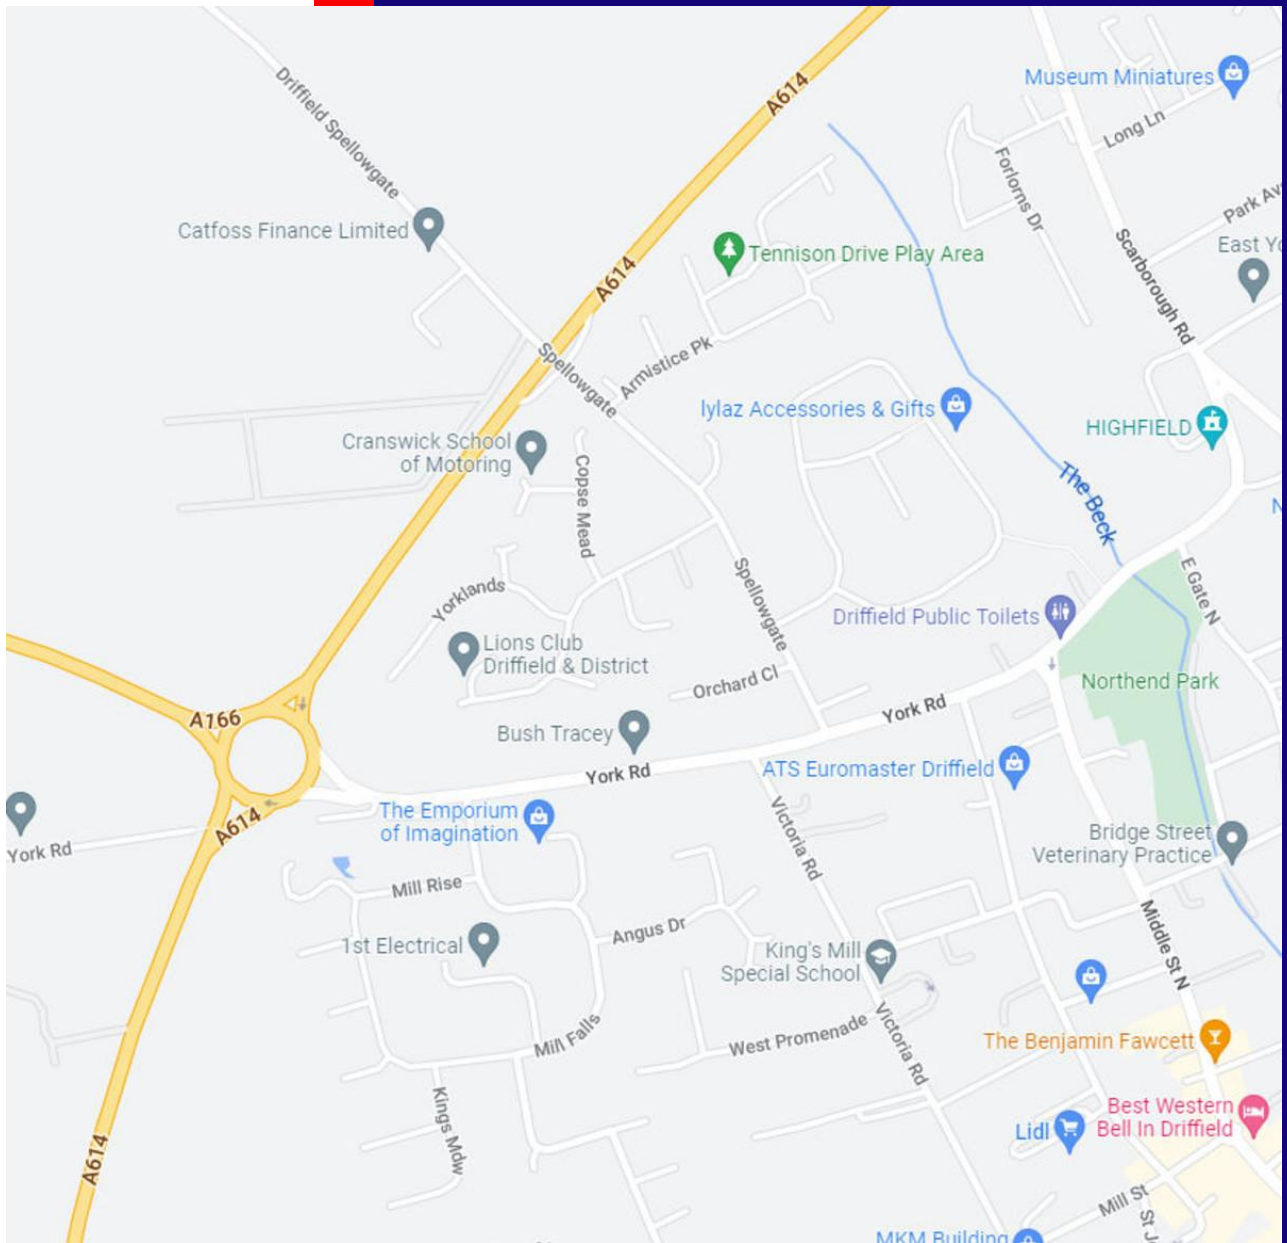 A614
Museum Miniatures
Driffield Spellowgate
Long Ln
Forlorns Dr
Park Av
Catfoss Finance Limited
Tennison Drive Play Area
East Yo
Scarborough Rd
A614
Spellowgate
Armistice Pk
lylaz Accessories & Gifts
HIGHFIELD
Cranswick School
of Motoring
Copse Mead
The Beck
N
Yorklands
Spellowgate
E Gate N
Driffield Public Toilets
Lions Club
Driffield & District
Orchard Cl
Northend Park
A166
York Rd
Bush Tracey
York Rd
ATS Euromaster Driffield
The Emporium
of Imagination
A614
Victoria Rd
York Rd
Bridge Street
Veterinary Practice
Mill Rise
Angus Dr
1st Electrical
King's Mill
Special School
Middle St N
Mill Falls
West Promenade
Victoria Rd
The Benjamin Fawcett
Kings Mdw
Best Western
Bell In Driffield
Lidl
A614
Mill St
St J
MKM Building